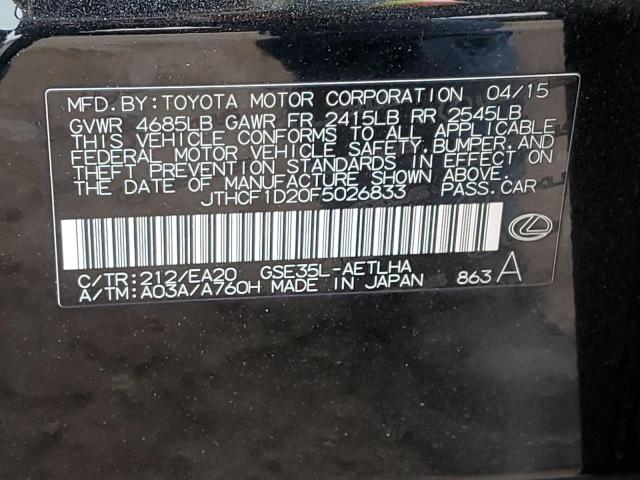 MFD.BY:TOYOTA MOTOR CORPORATION 04/15
GVWR 4685LB GAWR FR 2415LB RR 2545LB
THIS VEHICLE CONFORMS TO ALL APPLICABLE
FEDERAL MOTOR VEHICLE SAFETY,BUMPER,AND
THEFT PREVENTION STANDARDS IN EFFECT ON
THE DATE OF MANUFACTURE SHOWN ABOVE.
JTHCF1D20F5026833 PASS.CAR
C/TR:212/EA20 GSE35L-AETLHA
A/TM:A03A/A760H MADE IN JAPAN 863 A